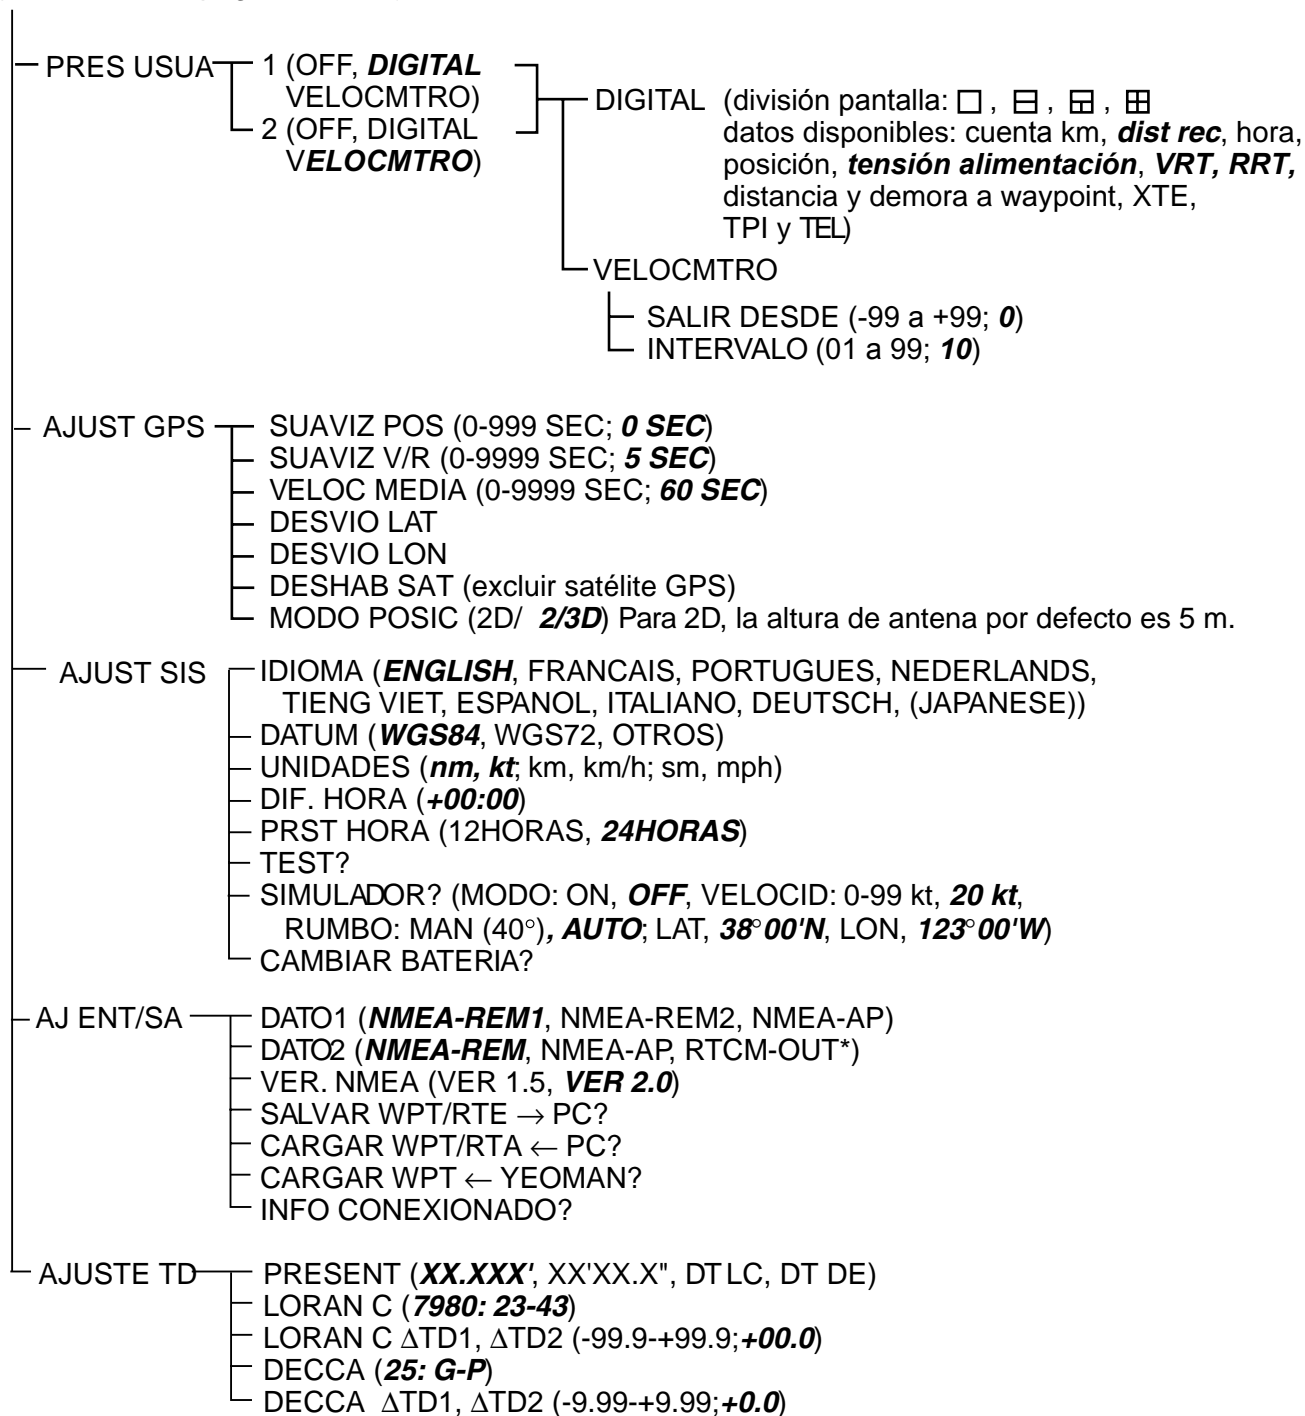 PRES USUA
1 (OFF, DIGITAL
VELOCMTRO)
2 (OFF, DIGITAL
VELOCMTRO)
DIGITAL (división pantalla: □ , ⊟ , , ⊞
datos disponibles: cuenta km, dist rec, hora,
posición, tensión alimentación, VRT, RRT,
distancia y demora a waypoint, XTE,
TPI y TEL)
VELOCMTRO
SALIR DESDE (-99 a +99; 0)
INTERVALO (01 a 99; 10)
AJUST GPS
SUAVIZ POS (0-999 SEC; 0 SEC)
SUAVIZ V/R (0-9999 SEC; 5 SEC)
VELOC MEDIA (0-9999 SEC; 60 SEC)
DESVIO LAT
DESVIO LON
DESHAB SAT (excluir satélite GPS)
MODO POSIC (2D/ 2/3D) Para 2D, la altura de antena por defecto es 5 m.
AJUST SIS
IDIOMA (ENGLISH, FRANCAIS, PORTUGUES, NEDERLANDS,
TIENG VIET, ESPANOL, ITALIANO, DEUTSCH, (JAPANESE))
DATUM (WGS84, WGS72, OTROS)
UNIDADES (nm, kt; km, km/h; sm, mph)
DIF. HORA (+00:00)
PRST HORA (12HORAS, 24HORAS)
TEST?
SIMULADOR? (MODO: ON, OFF, VELOCID: 0-99 kt, 20 kt,
RUMBO: MAN (40°), AUTO; LAT, 38°00'N, LON, 123°00'W)
CAMBIAR BATERIA?
AJ ENT/SA
DATO1 (NMEA-REM1, NMEA-REM2, NMEA-AP)
DATO2 (NMEA-REM, NMEA-AP, RTCM-OUT*)
VER. NMEA (VER 1.5, VER 2.0)
SALVAR WPT/RTE → PC?
CARGAR WPT/RTA ← PC?
CARGAR WPT ← YEOMAN?
INFO CONEXIONADO?
AJUSTE TD
PRESENT (XX.XXX', XX'XX.X", DT LC, DT DE)
LORAN C (7980: 23-43)
LORAN C ∆TD1, ∆TD2 (-99.9-+99.9;+00.0)
DECCA (25: G-P)
DECCA ∆TD1, ∆TD2 (-9.99-+9.99;+0.0)